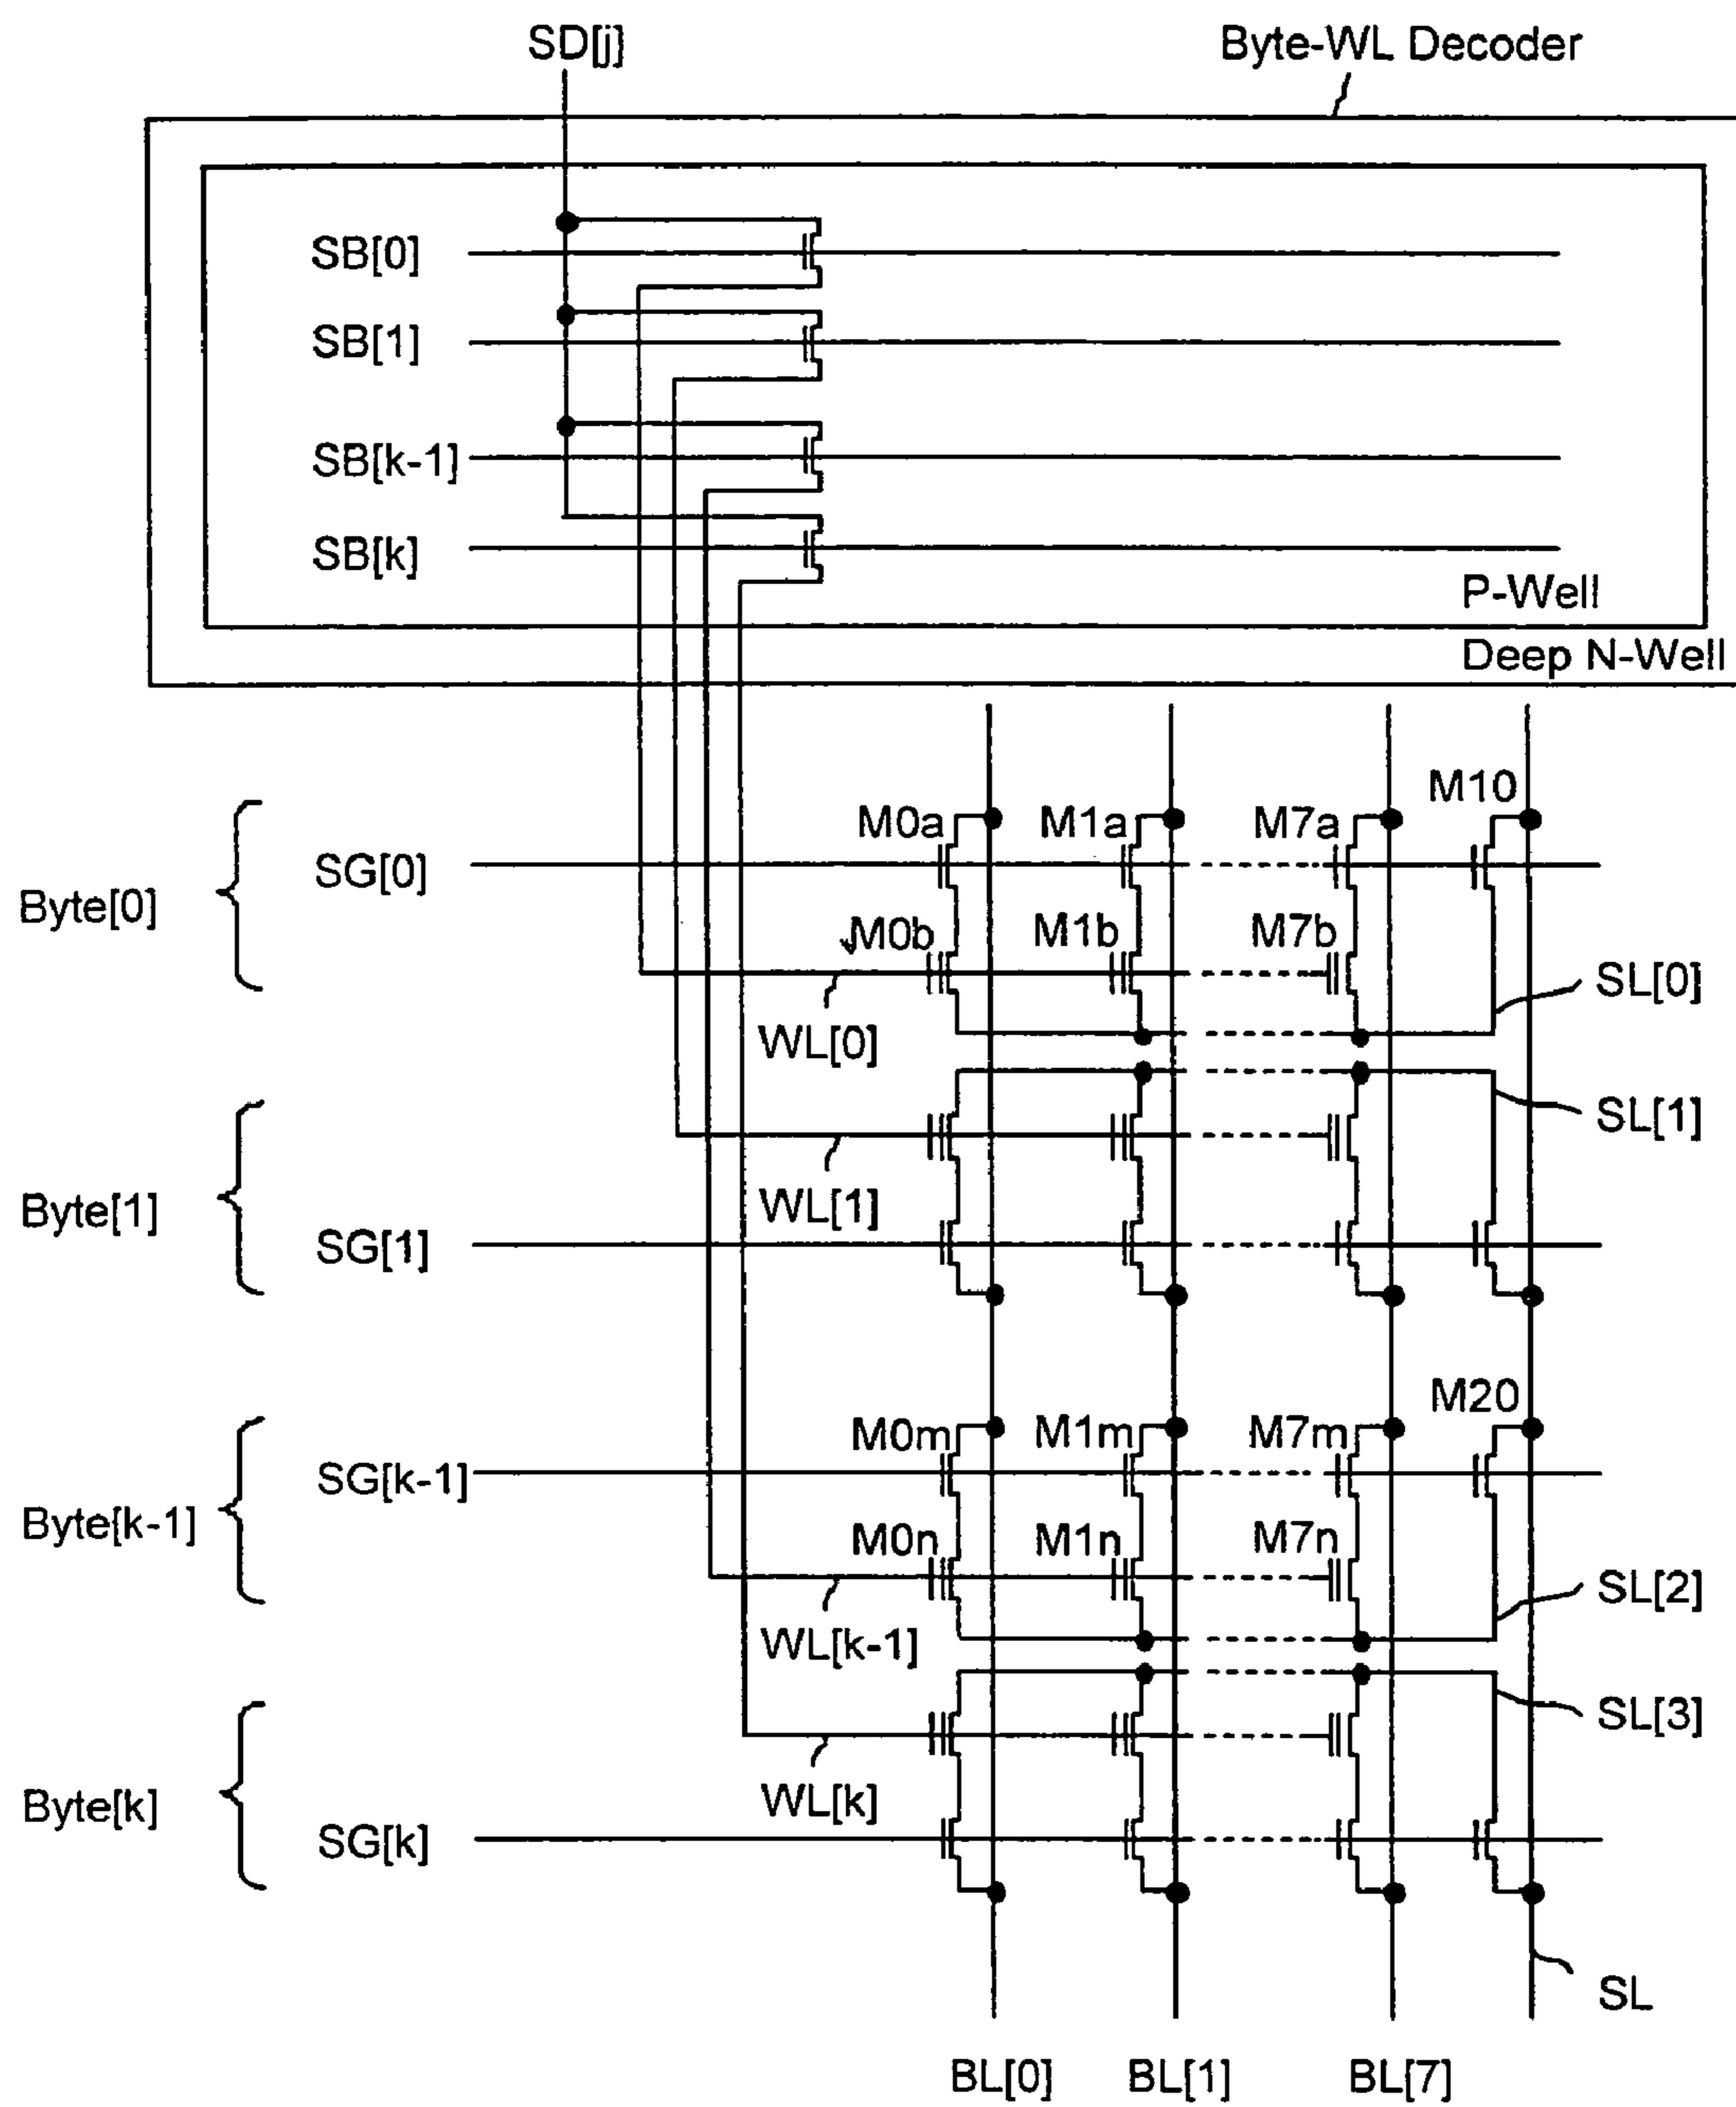 SD[j]
Byte-WL Decoder
SB[0]
SB[1]
SB[k-1]
SB[k]
P-Well
Deep N-Well
M10
M0a
M1a
M7a
SG[0]
Byte[0]
M0b
M1b
M7b
SL[0]
WL[0]
SL[1]
WL[1]
Byte[1]
SG[1]
M20
M0m
M1m
M7m
SG[k-1]
Byte[k-1]
M0n
M1n
M7n
SL[2]
WL[k-1]
SL[3]
WL[k]
Byte[k]
SG[k]
SL
BL[0]
BL[1]
BL[7]